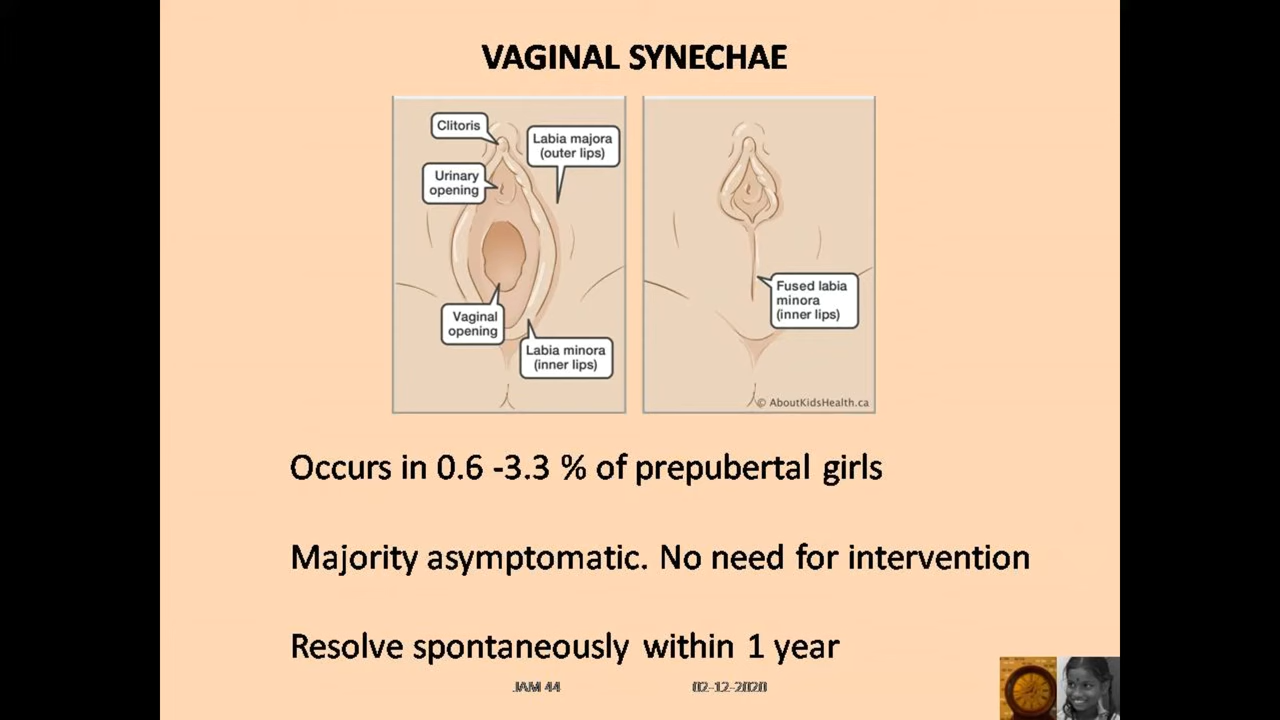 VAGINAL SYNECHAE
Clitoris
Labia majora
(outer lips)
Urinary
opening
Vaginal
opening
Labia minora
(inner lips)
Fused labia
minora
(inner lips)
© AboutKidsHealth.ca
Occurs in 0.6 -3.3 % of prepubertal girls
Majority asymptomatic. No need for intervention
Resolve spontaneously within 1 year
JAM 44
02-12-2020